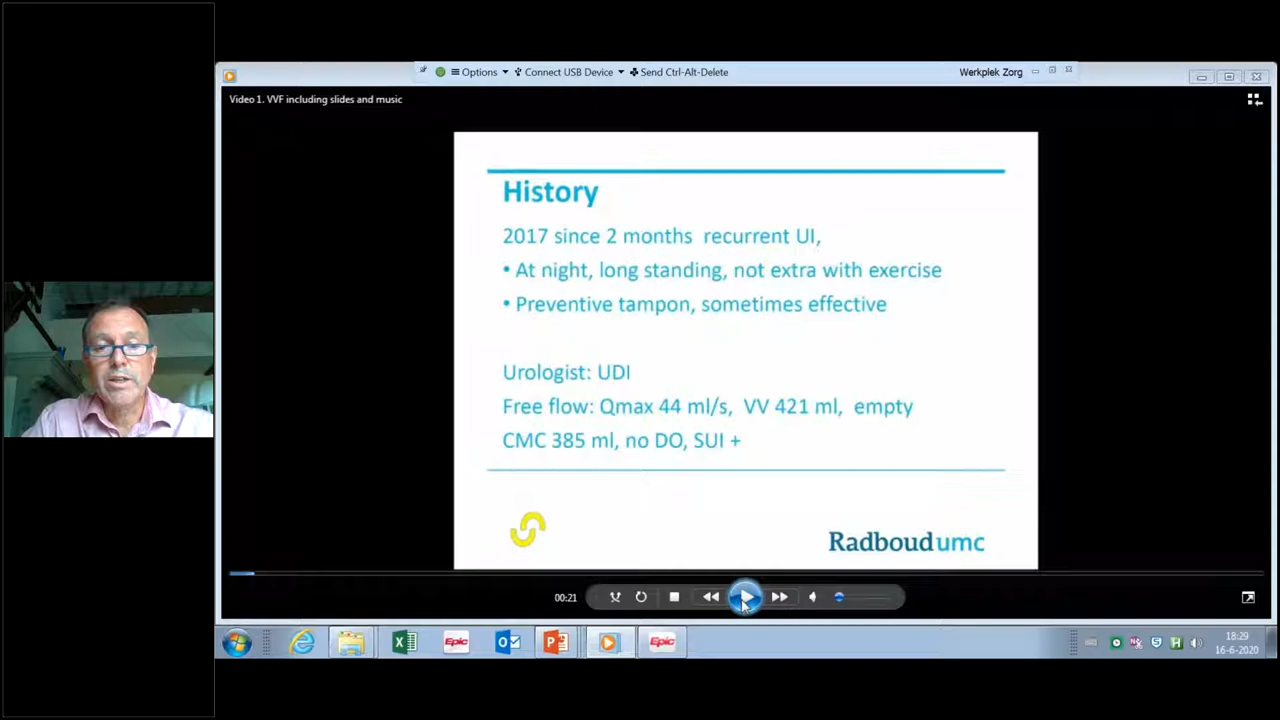 Options
Connect USB Device
Send Ctrl-Alt-Delete
Werkplek Zorg
Video 1. VVF including slides and music
History
2017 since 2 months recurrent UI,
• At night, long standing, not extra with exercise
• Preventive tampon, sometimes effective
Urologist: UDI
Free flow: Qmax 44 ml/s, VV 421 ml, empty
CMC 385 ml, no DO, SUI +
Radboudumc
00:21
Epic
Epic
18:29
16-6-2020